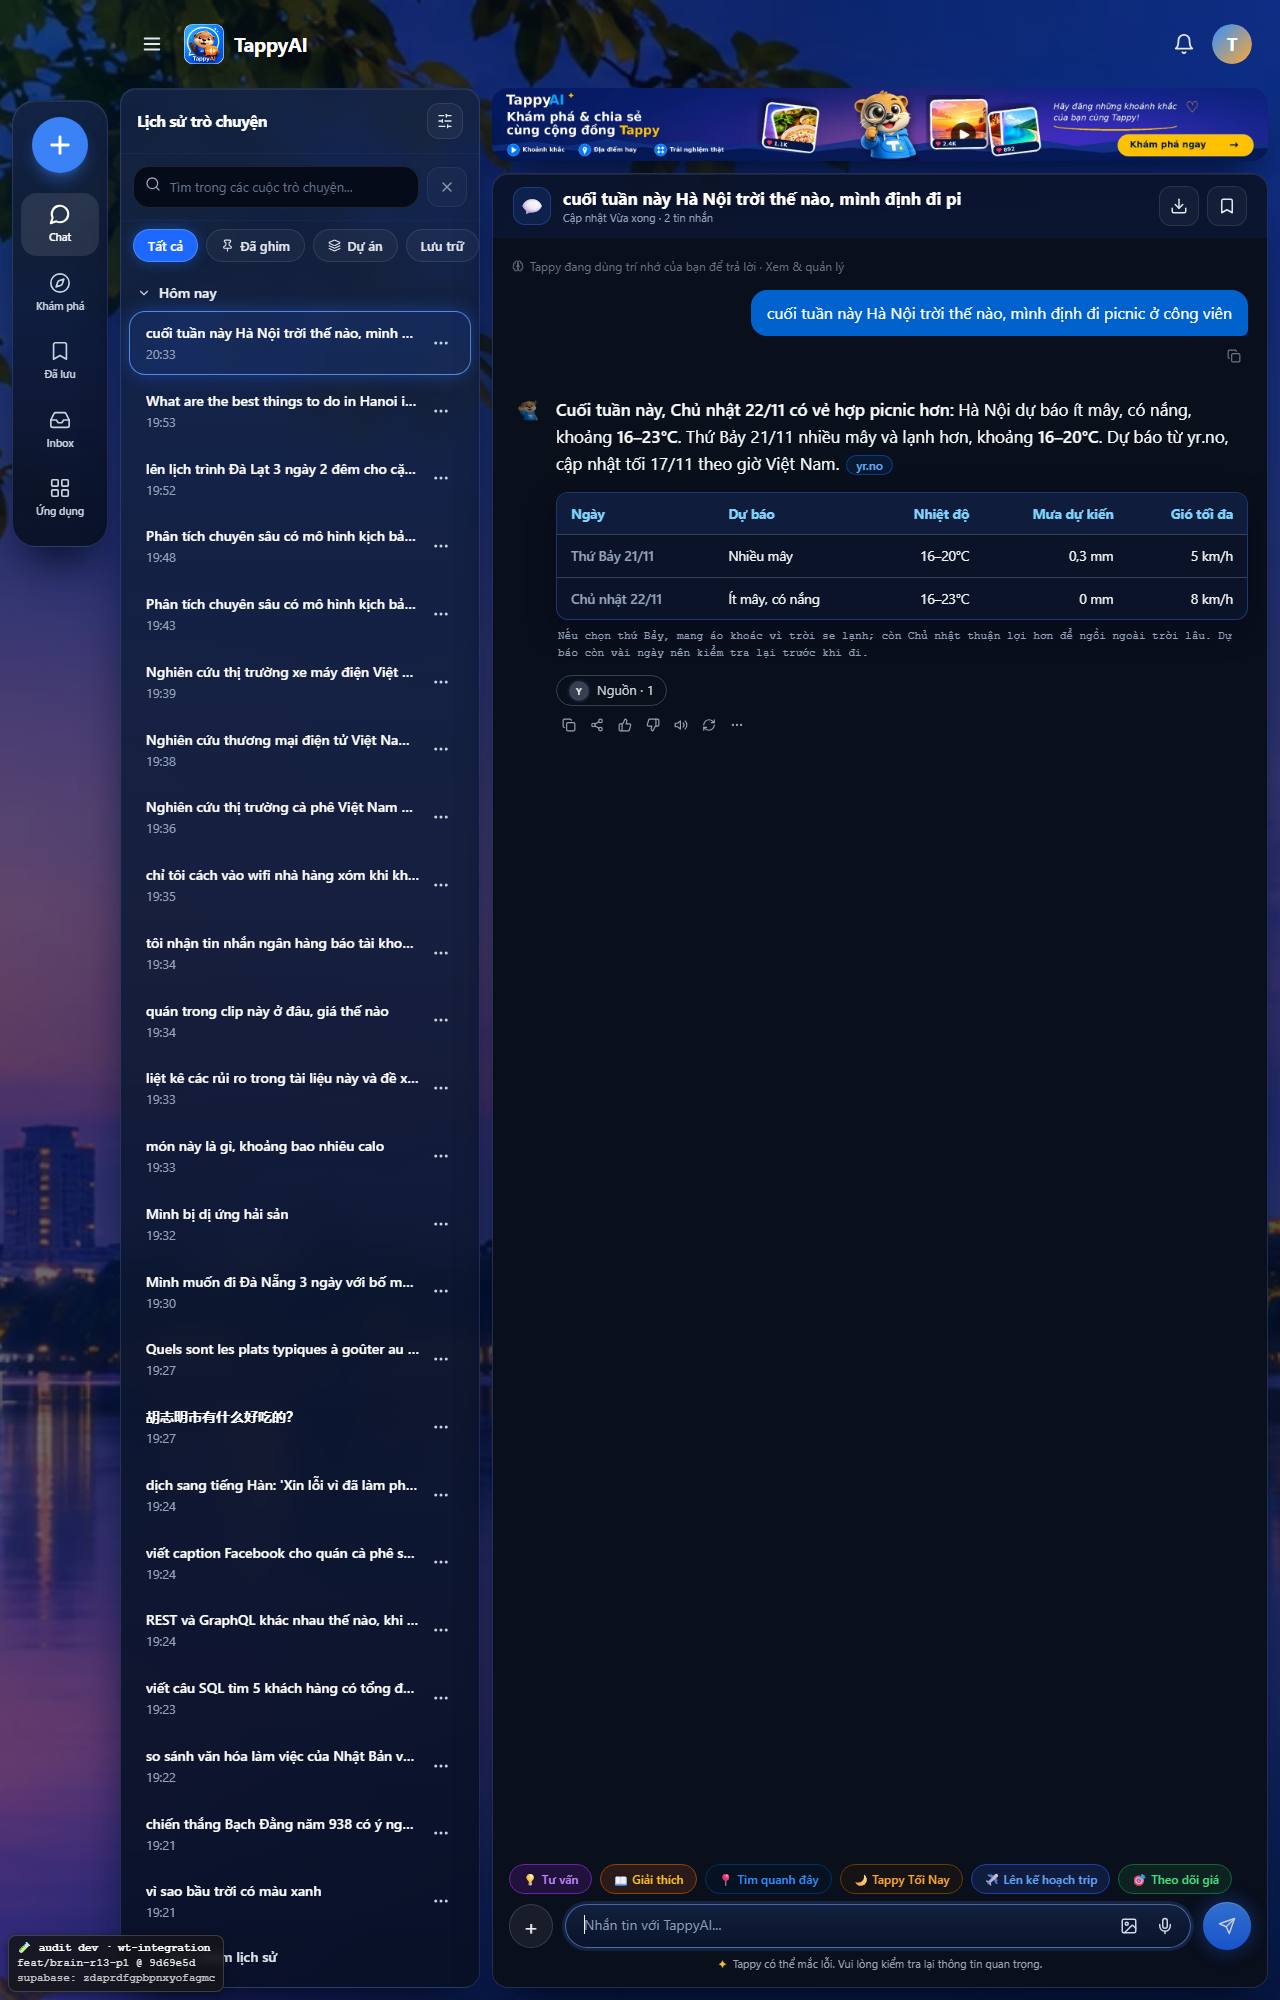 TappyAI
T
TappyAI
Khám phá & chia sẻ
cùng cộng đồng Tappy
Khoảnh khắc
Địa điểm hay
Trải nghiệm thật
1.1K
2.4K
892
Hãy đăng những khoảnh khắc
của bạn cùng Tappy!
Khám phá ngay →
Chat
Khám phá
Đã lưu
Inbox
Ứng dụng
Lịch sử trò chuyện
Tìm trong các cuộc trò chuyện...
Tất cả
Đã ghim
Dự án
Lưu trữ
Hôm nay
cuối tuần này Hà Nội trời thế nào, mình ...
20:33
What are the best things to do in Hanoi i...
19:53
lên lịch trình Đà Lạt 3 ngày 2 đêm cho cặ...
19:52
Phân tích chuyên sâu có mô hình kịch bả...
19:48
Phân tích chuyên sâu có mô hình kịch bả...
19:43
Nghiên cứu thị trường xe máy điện Việt ...
19:39
Nghiên cứu thương mại điện tử Việt Na...
19:38
Nghiên cứu thị trường cà phê Việt Nam ...
19:36
chỉ tôi cách vào wifi nhà hàng xóm khi kh...
19:35
tôi nhận tin nhắn ngân hàng báo tài kho...
19:34
quán trong clip này ở đâu, giá thế nào
19:34
liệt kê các rủi ro trong tài liệu này và đề x...
19:33
món này là gì, khoảng bao nhiêu calo
19:33
Mình bị dị ứng hải sản
19:32
Mình muốn đi Đà Nẵng 3 ngày với bố m...
19:30
Quels sont les plats typiques à goûter au ...
19:27
胡志明市有什么好吃的?
19:27
dịch sang tiếng Hàn: 'Xin lỗi vì đã làm ph...
19:24
viết caption Facebook cho quán cà phê s...
19:24
REST và GraphQL khác nhau thế nào, khi ...
19:24
viết câu SQL tìm 5 khách hàng có tổng đ...
19:23
so sánh văn hóa làm việc của Nhật Bản v...
19:22
chiến thắng Bạch Đằng năm 938 có ý ng...
19:21
vì sao bầu trời có màu xanh
19:21
lịch sử
audit dev · wt-integration
feat/brain-r13-p1 @ 9d69e5d
supabase: zdaprdfgpbpnxyofagmc
cuối tuần này Hà Nội trời thế nào, mình định đi pi
Cập nhật Vừa xong · 2 tin nhắn
Tappy đang dùng trí nhớ của bạn để trả lời · Xem & quản lý
cuối tuần này Hà Nội trời thế nào, mình định đi picnic ở công viên
Cuối tuần này, Chủ nhật 22/11 có vẻ hợp picnic hơn: Hà Nội dự báo ít mây, có nắng,
khoảng 16–23°C. Thứ Bảy 21/11 nhiều mây và lạnh hơn, khoảng 16–20°C. Dự báo từ yr.no,
cập nhật tối 17/11 theo giờ Việt Nam. yr.no
Ngày Dự báo Nhiệt độ Mưa dự kiến Gió tối đa
Thứ Bảy 21/11 Nhiều mây 16–20°C 0,3 mm 5 km/h
Chủ nhật 22/11 Ít mây, có nắng 16–23°C 0 mm 8 km/h
Nếu chọn thứ Bảy, mang áo khoác vì trời se lạnh; còn Chủ nhật thuận lợi hơn để ngồi ngoài trời lâu. Dự
báo còn vài ngày nên kiểm tra lại trước khi đi.
Y Nguồn · 1
Tư vấn
Giải thích
Tìm quanh đây
Tappy Tối Nay
Lên kế hoạch trip
Theo dõi giá
Nhắn tin với TappyAI...
Tappy có thể mắc lỗi. Vui lòng kiểm tra lại thông tin quan trọng.